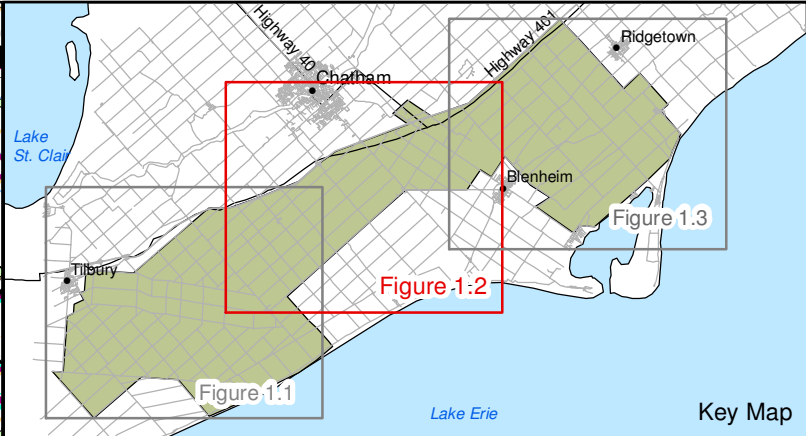 Highway 40
Highway 401
Ridgetown
Chatham
Lake
St. Clair
Blenheim
Figure 1.3
Tilbury
Figure 1.2
Figure 1.1
Lake Erie
Key Map